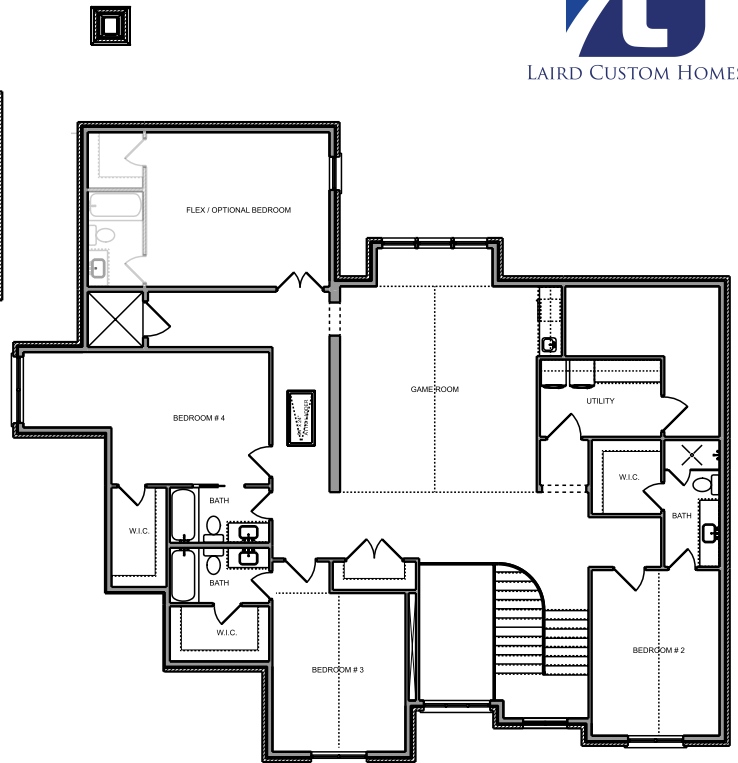 LAIRD CUSTOM HOMES
FLEX / OPTIONAL BEDROOM
GAME ROOM
UTILITY
BEDROOM # 4
BATH
W.I.C.
W.I.C.
BATH
BATH
W.I.C.
BEDROOM # 2
BEDROOM # 3